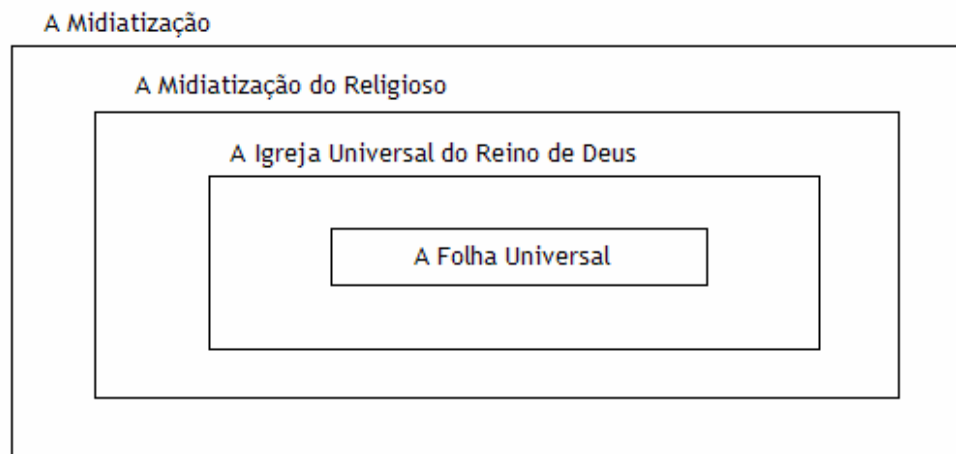 A Midiatização
A Midiatização do Religioso
A Igreja Universal do Reino de Deus
A Folha Universal